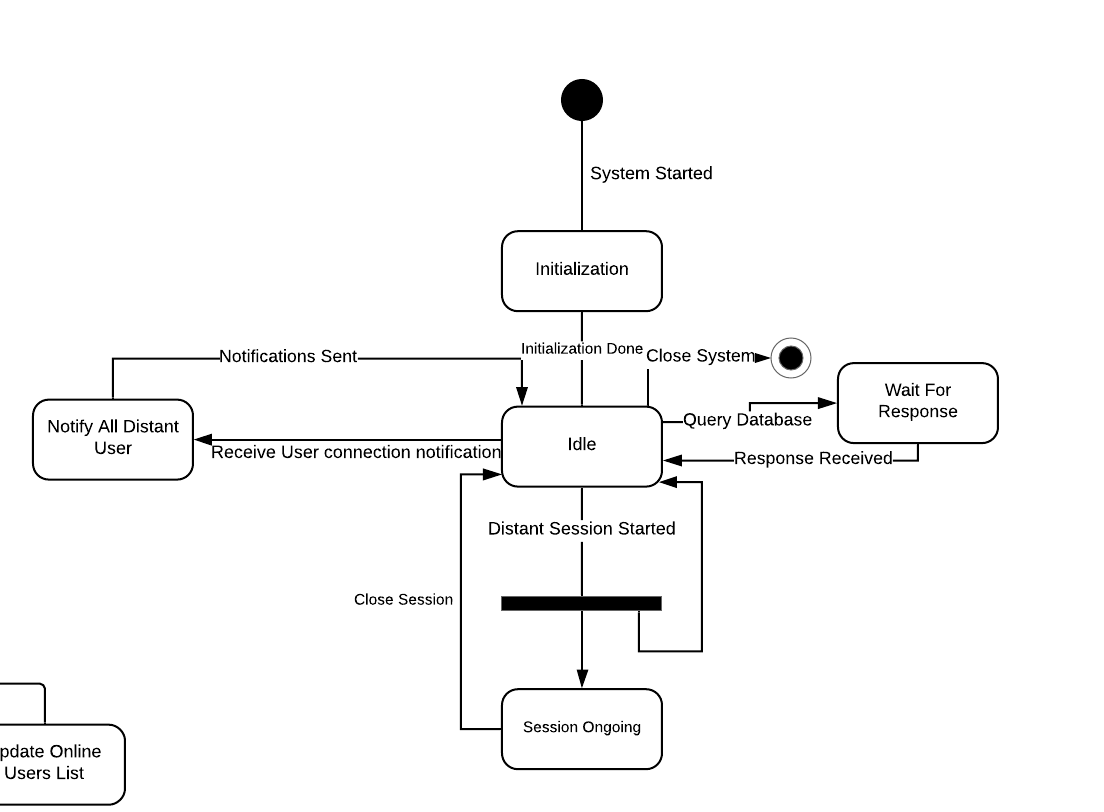 System Started
Initialization
Initialization Done
Notifications Sent
Close System
Wait For
Response
Query Database
Notify All Distant
User
Idle
Receive User connection notification
Response Received
Distant Session Started
Close Session
Session Ongoing
pdate Online
Users List